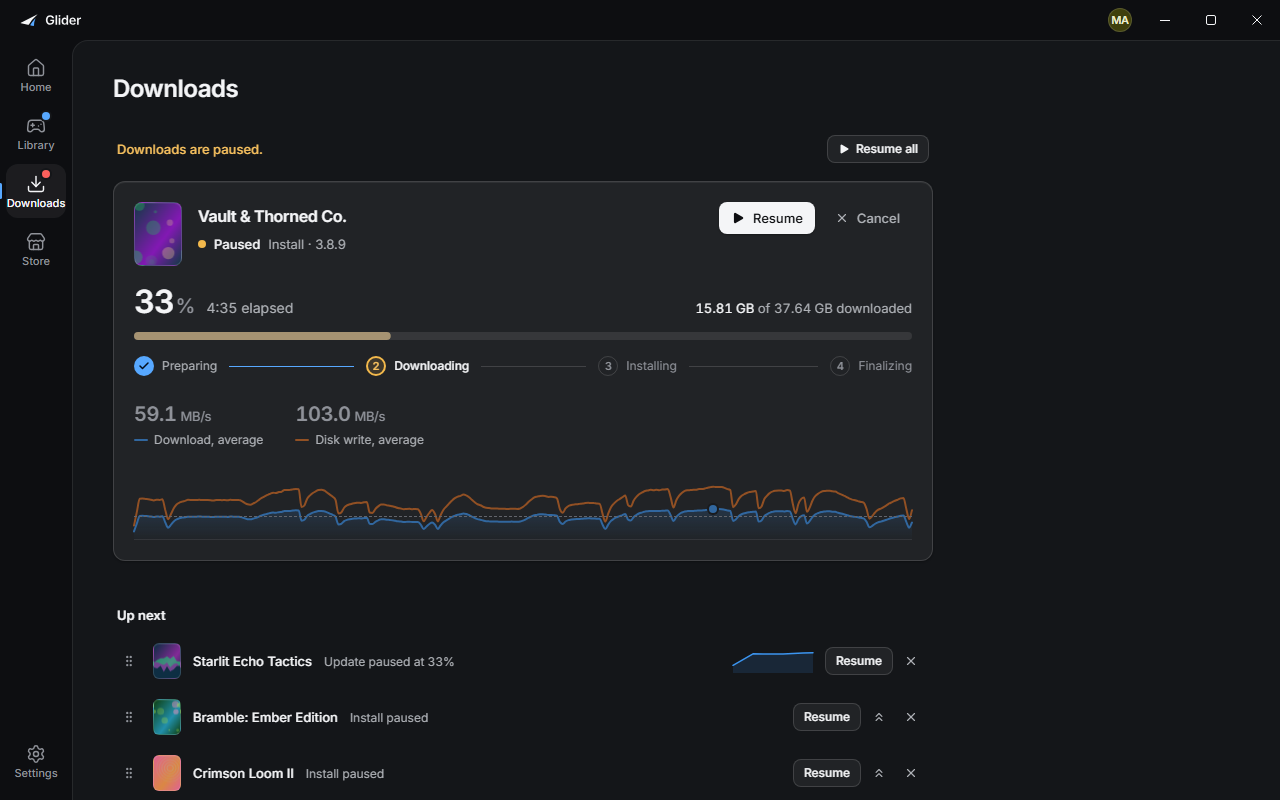 Glider
MA
Home
Library
Downloads
Store
Settings
Downloads
Downloads are paused.
Resume all
Vault & Thorned Co.
Paused Install · 3.8.9
Resume
Cancel
33% 4:35 elapsed
15.81 GB of 37.64 GB downloaded
Preparing
2 Downloading
3 Installing
4 Finalizing
59.1 MB/s
Download, average
103.0 MB/s
Disk write, average
Up next
Starlit Echo Tactics Update paused at 33%
Resume
Bramble: Ember Edition Install paused
Resume
Crimson Loom II Install paused
Resume